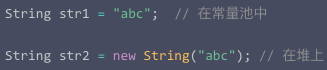 String str1 = "abc";  // 在常量池中
String str2 = new String("abc"); // 在堆上